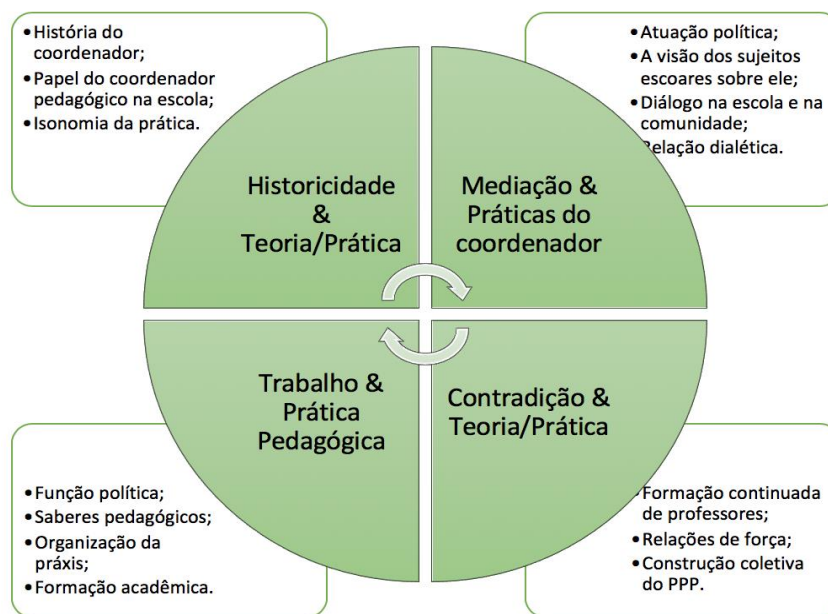 •História do
coordenador;
•Papel do coordenador
pedagógico na escola;
•Isonomia da prática.
•Atuação política;
•A visão dos sujeitos
escoares sobre ele;
•Diálogo na escola e na
comunidade;
Relação dialética.
Historicidade
&
Teoria/Prática
Mediação &
Práticas do
coordenador
Trabalho &
Prática
Pedagógica
Contradição &
Teoria/Prática
•Função política;
•Saberes pedagógicos;
•Organização da
práxis;
•Formação acadêmica.
•Formação continuada
de professores;
•Relações de força;
•Construção coletiva
do PPP.